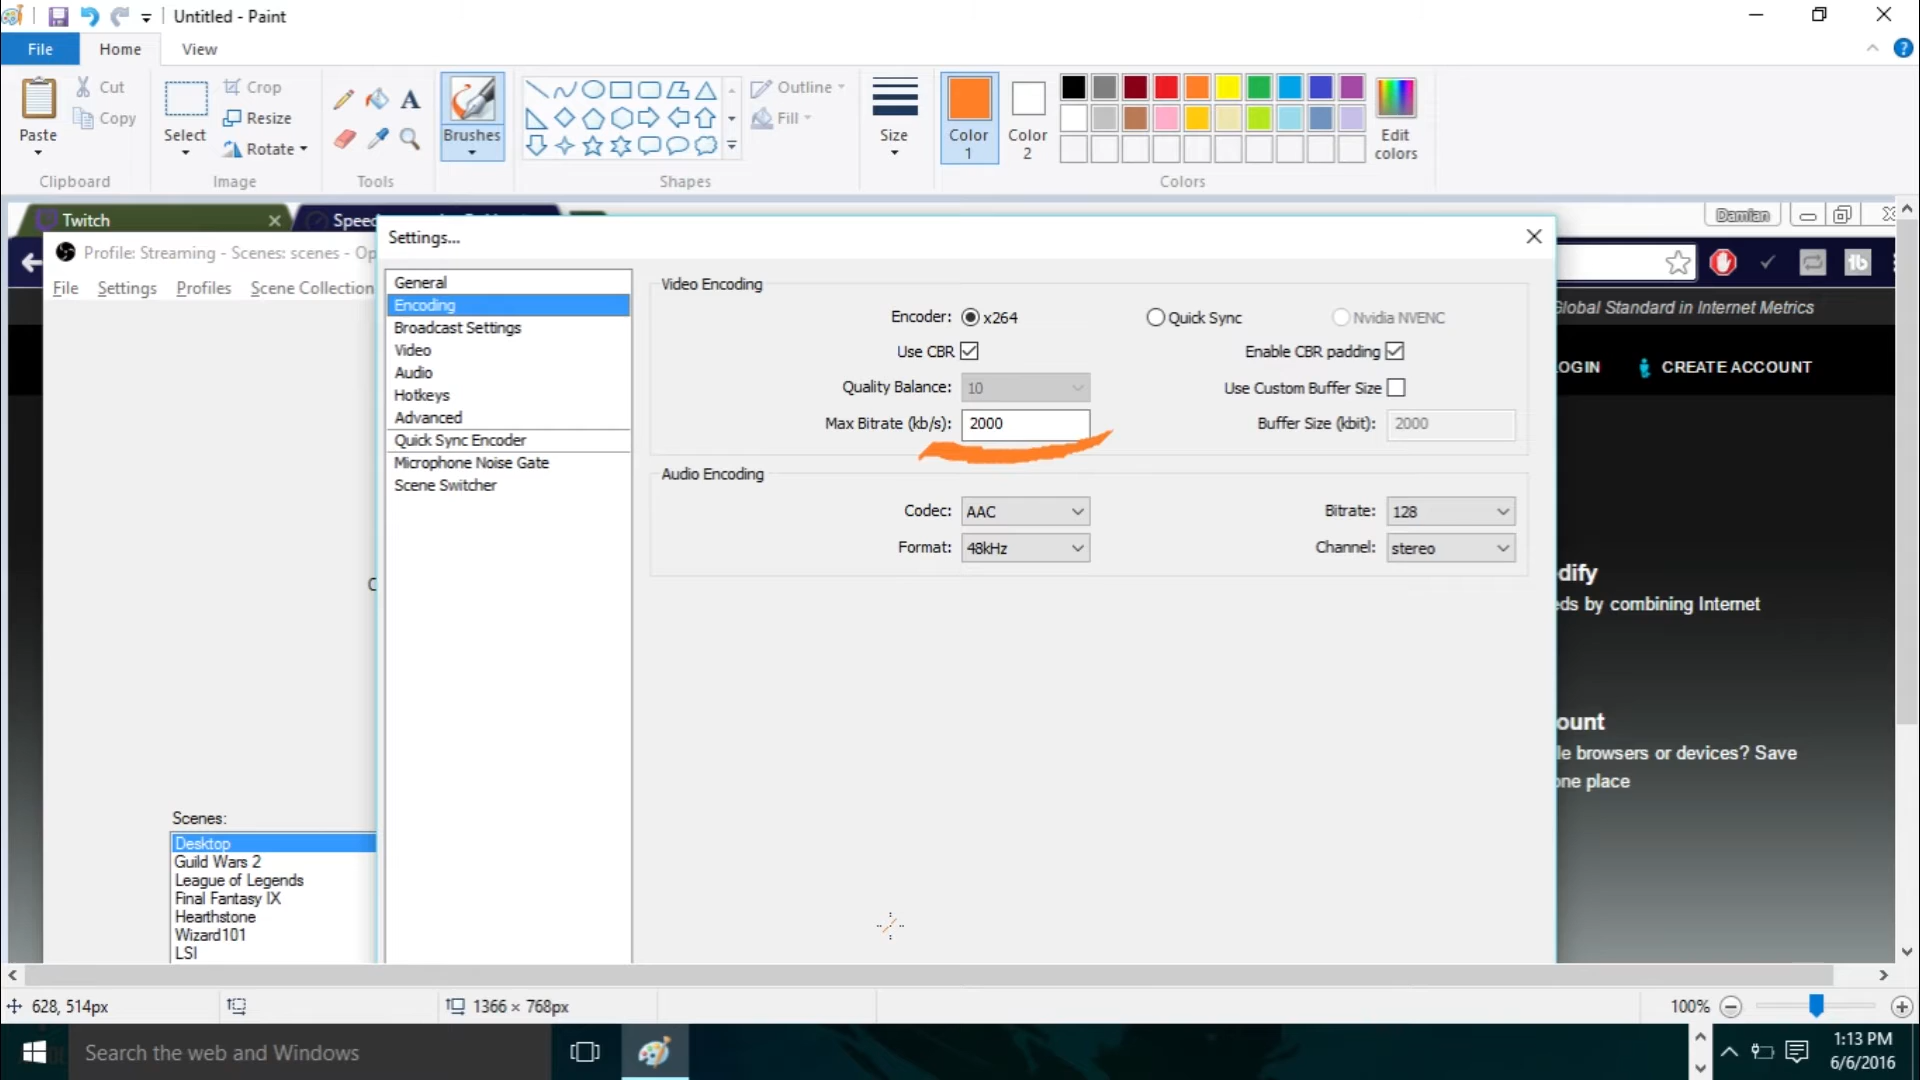 Untitled - Paint
File Home View
Paste
Cut
Copy
Clipboard
Select
Crop
Resize
Rotate
Image
A
Tools
Brushes
Outline
Fill
Shapes
Size
Color 1
Color 2
Edit colors
Colors
Twitch
Speed
Damian
Profile: Streaming - Scenes: scenes - Op
File Settings Profiles Scene Collection
Settings...
General
Encoding
Broadcast Settings
Video
Audio
Hotkeys
Advanced
Quick Sync Encoder
Microphone Noise Gate
Scene Switcher
Video Encoding
Encoder: x264 Quick Sync Nvidia NVENC
Use CBR Enable CBR padding
Quality Balance: 10 Use Custom Buffer Size
Max Bitrate (kb/s): 2000 Buffer Size (kbit): 2000
Audio Encoding
Codec: AAC Bitrate: 128
Format: 48kHz Channel: stereo
Global Standard in Internet Metrics
LOGIN CREATE ACCOUNT
dify
eds by combining Internet
ount
le browsers or devices? Save
one place
Scenes:
Desktop
Guild Wars 2
League of Legends
Final Fantasy IX
Hearthstone
Wizard101
LSI
628, 514px 1366 × 768px 100%
Search the web and Windows
1:13 PM
6/6/2016